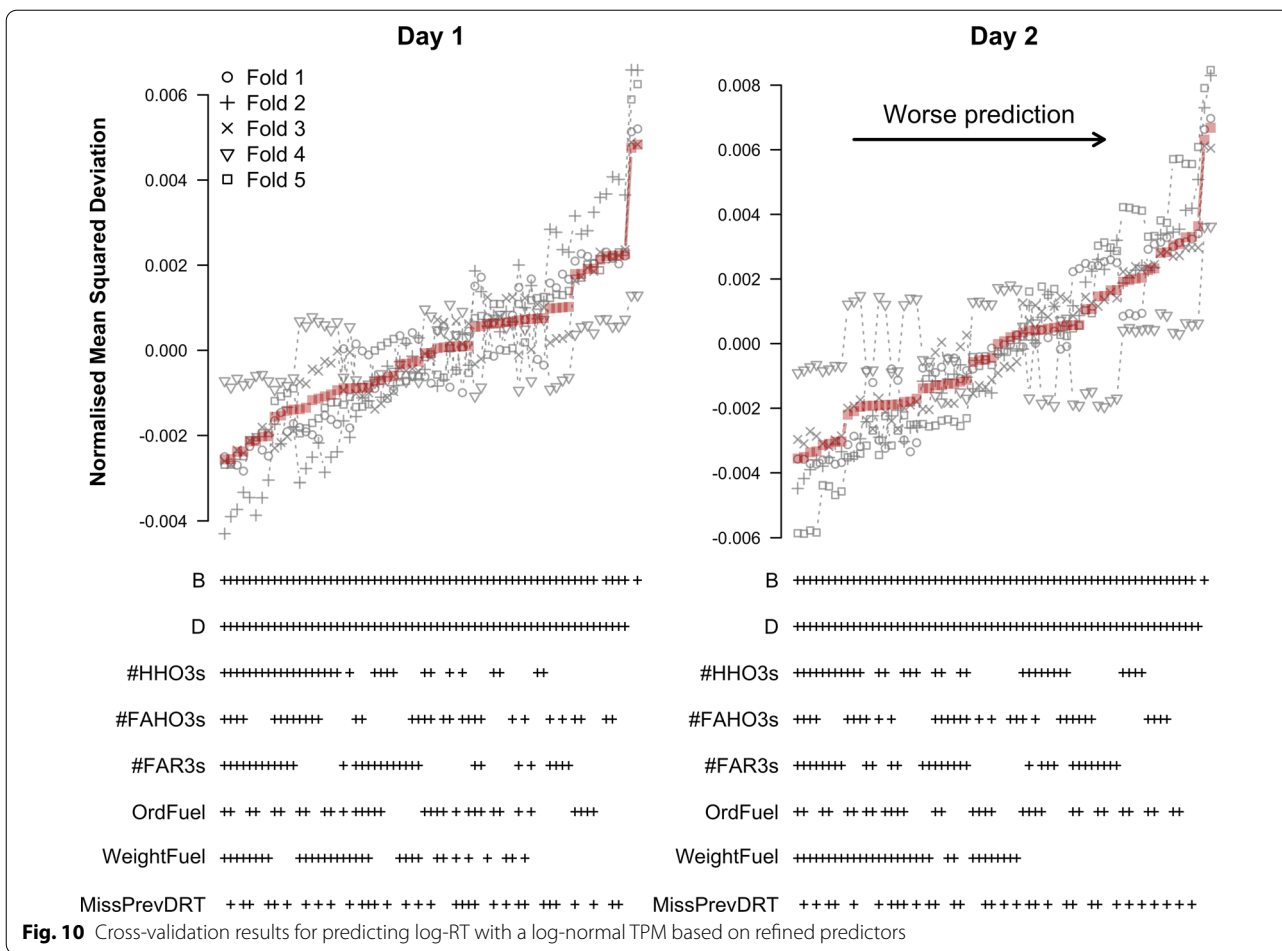 Day 1
Day 2
Normalised Mean Squared Deviation
Fold 1
Fold 2
Fold 3
Fold 4
Fold 5
0.006
0.004
0.002
0.000
-0.002
-0.004
Worse prediction
0.008
0.006
0.004
0.002
0.000
-0.002
-0.004
-0.006
B
D
#HHO3s
#FAHO3s
#FAR3s
OrdFuel
WeightFuel
MissPrevDRT
B
D
#HHO3s
#FAHO3s
#FAR3s
OrdFuel
WeightFuel
MissPrevDRT
Fig. 10 Cross-validation results for predicting log-RT with a log-normal TPM based on refined predictors